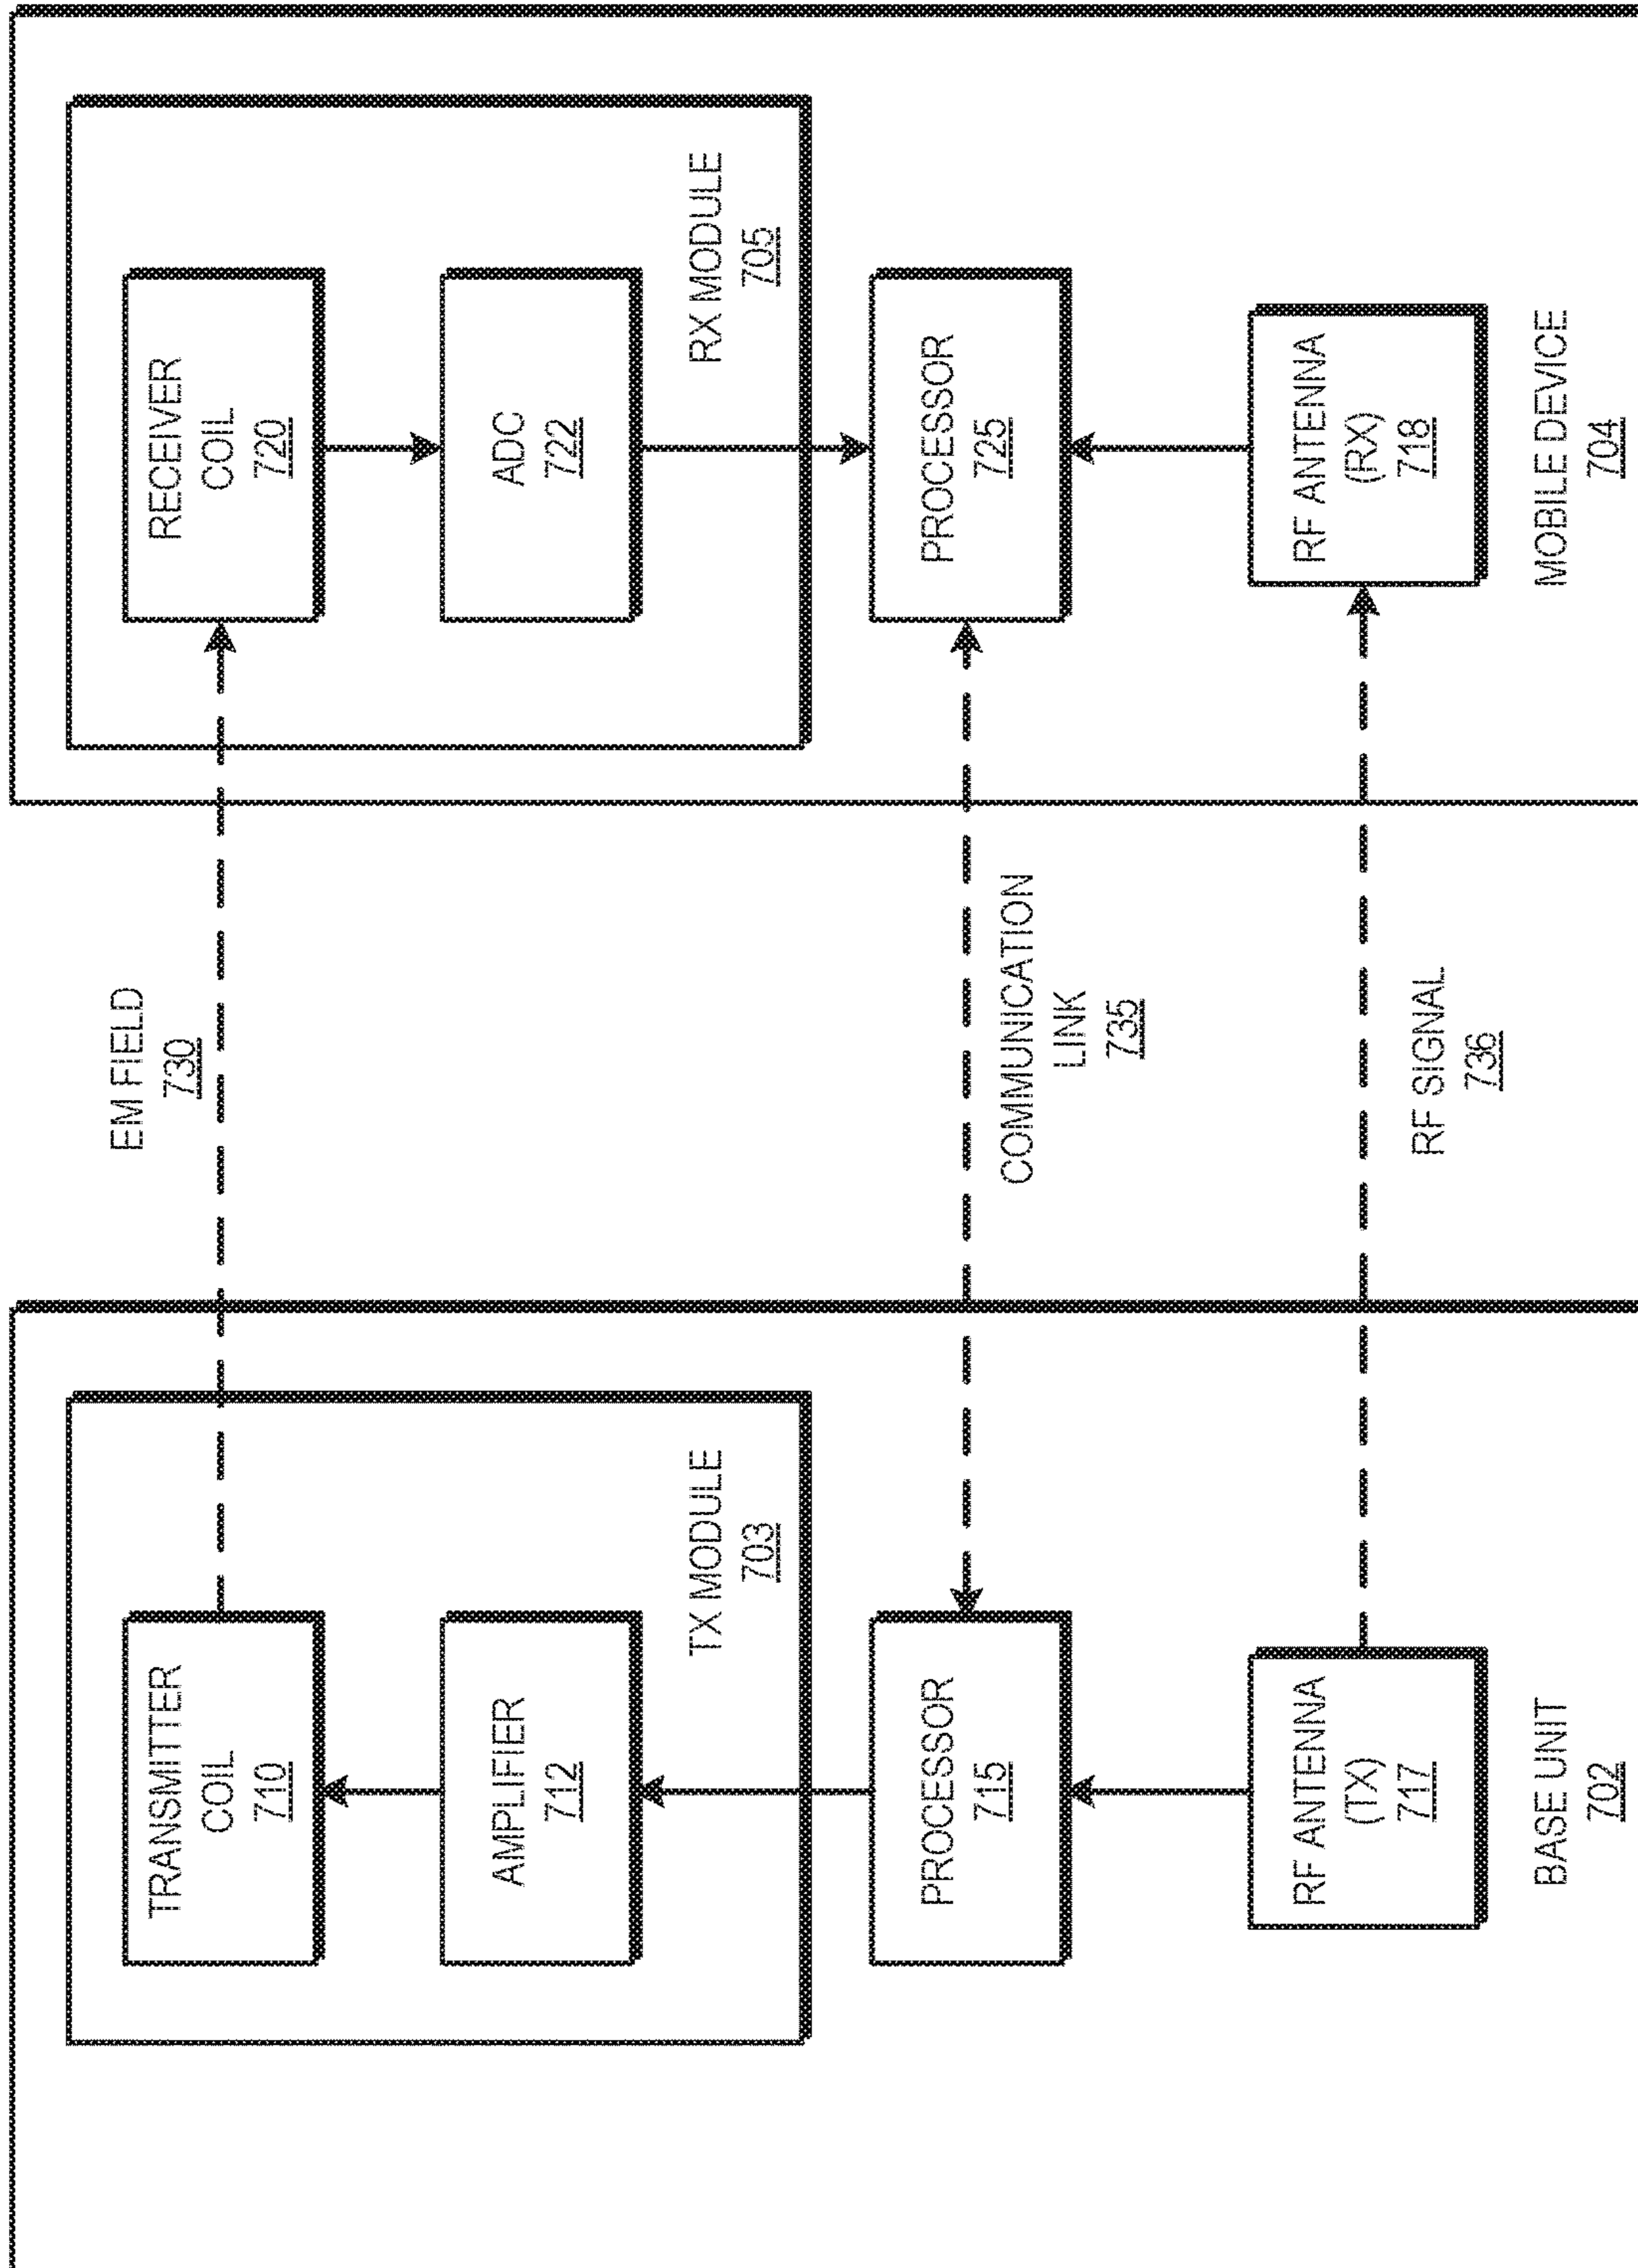 TRANSMITTER
COIL
710
AMPLIFIER
712
TX MODULE
703
PROCESSOR
715
RF ANTENNA
(TX)
717
BASE UNIT
702
EM FIELD
730
COMMUNICATION
LINK
735
RF SIGNAL
736
RECEIVER
COIL
720
ADC
722
RX MODULE
705
PROCESSOR
725
RF ANTENNA
(RX)
718
MOBILE DEVICE
704